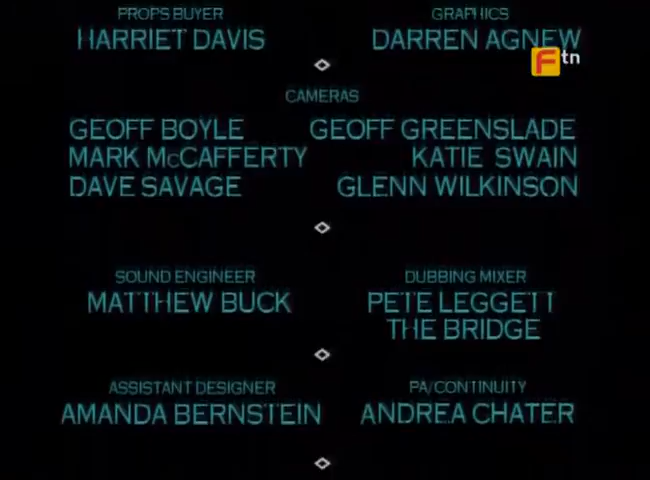 PROPS BUYER GRAPHICS
HARRIET DAVIS DARREN AGNEW
Ftn
CAMERAS
GEOFF BOYLE GEOFF GREENSLADE
MARK McCAFFERTY KATIE SWAIN
DAVE SAVAGE GLENN WILKINSON
SOUND ENGINEER DUBBING MIXER
MATTHEW BUCK PETE LEGGETT
THE BRIDGE
ASSISTANT DESIGNER PA/CONTINUITY
AMANDA BERNSTEIN ANDREA CHATER